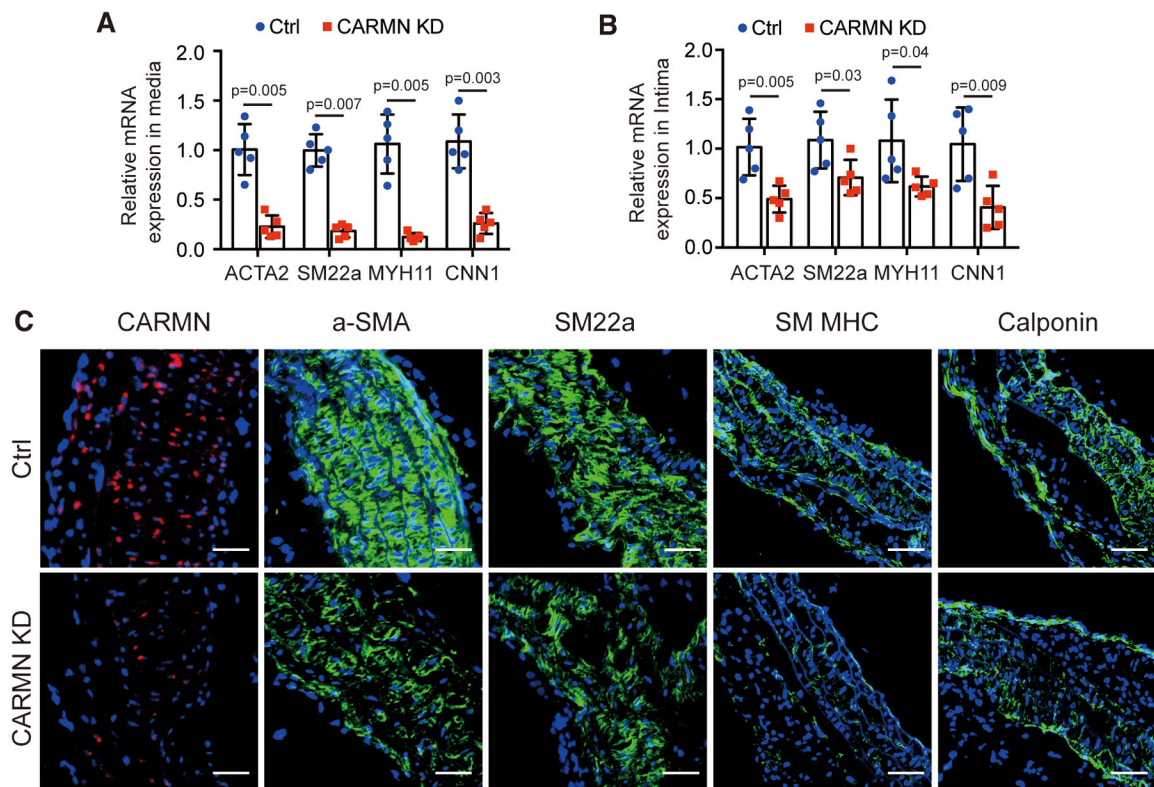 A
Ctrl CARMN KD
Relative mRNA
expression in media
2.0
1.5
1.0
0.5
0.0
p=0.005 p=0.007 p=0.005 p=0.003
ACTA2 SM22a MYH11 CNN1
B
Ctrl CARMN KD
Relative mRNA
expression in Intima
2.0
1.5
1.0
0.5
0.0
p=0.005 p=0.03 p=0.04 p=0.009
ACTA2 SM22a MYH11 CNN1
C
CARMN a-SMA SM22a SM MHC Calponin
Ctrl
CARMN KD